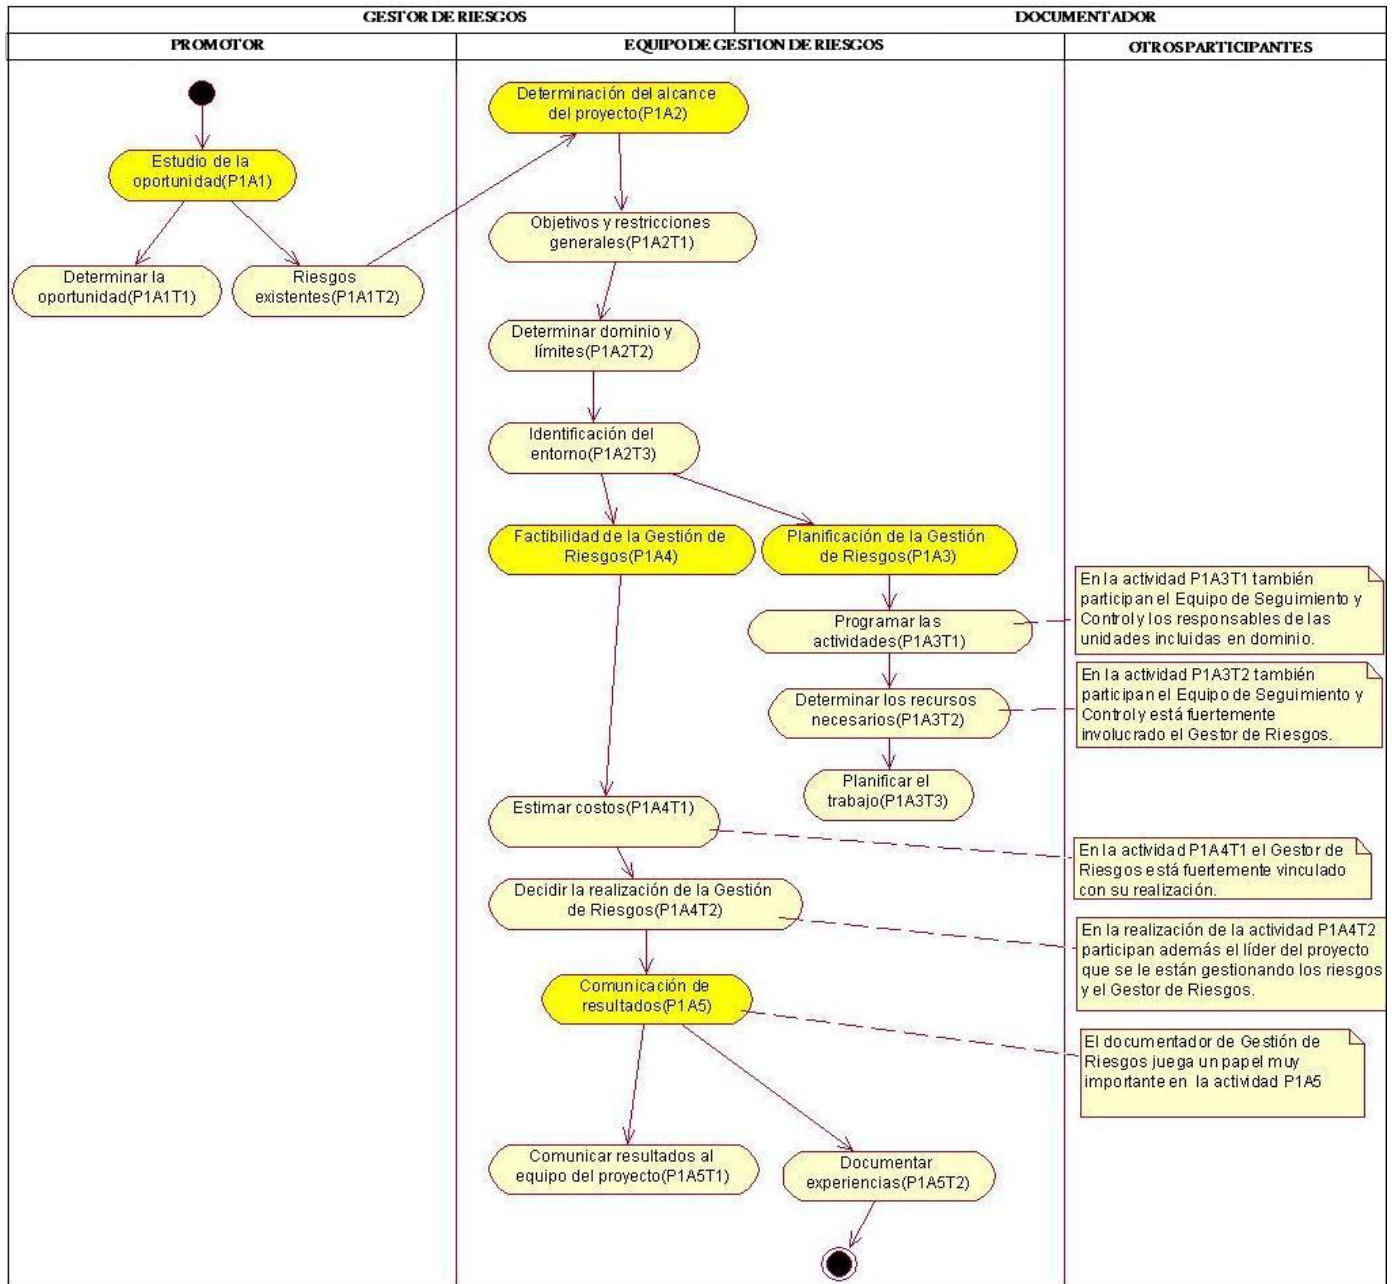 GESTOR DE RIESGOS
DOCUMENTADOR
PROMOTOR
EQUIPO DE GESTION DE RIESGOS
OTROS PARTICIPANTES
Determinación del alcance
del proyecto(P1A2)
Estudio de la
oportunidad(P1A1)
Objetivos y restricciones
generales(P1A2T1)
Determinar la
oportunidad(P1A1T1)
Riesgos
existentes(P1A1T2)
Determinar dominio y
límites(P1A2T2)
Identificación del
entorno(P1A2T3)
Factibilidad de la Gestión de
Riesgos(P1A4)
Planificación de la Gestión
de Riesgos(P1A3)
En la actividad P1A3T1 también
participan el Equipo de Seguimiento y
Control y los responsables de las
unidades incluidas en dominio.
Programar las
actividades(P1A3T1)
En la actividad P1A3T2 también
participan el Equipo de Seguimiento y
Control y está fuertemente
involucrado el Gestor de Riesgos.
Determinar los recursos
necesarios(P1A3T2)
Planificar el
trabajo(P1A3T3)
Estimar costos(P1A4T1)
En la actividad P1A4T1 el Gestor de
Riesgos está fuertemente vinculado
con su realización.
Decidir la realización de la Gestión
de Riesgos(P1A4T2)
En la realización de la actividad P1A4T2
participan además el líder del proyecto
que se le están gestionando los riesgos
y el Gestor de Riesgos.
Comunicación de
resultados(P1A5)
El documentador de Gestión de
Riesgos juega un papel muy
importante en la actividad P1A5
Comunicar resultados al
equipo del proyecto(P1A5T1)
Documentar
experiencias(P1A5T2)